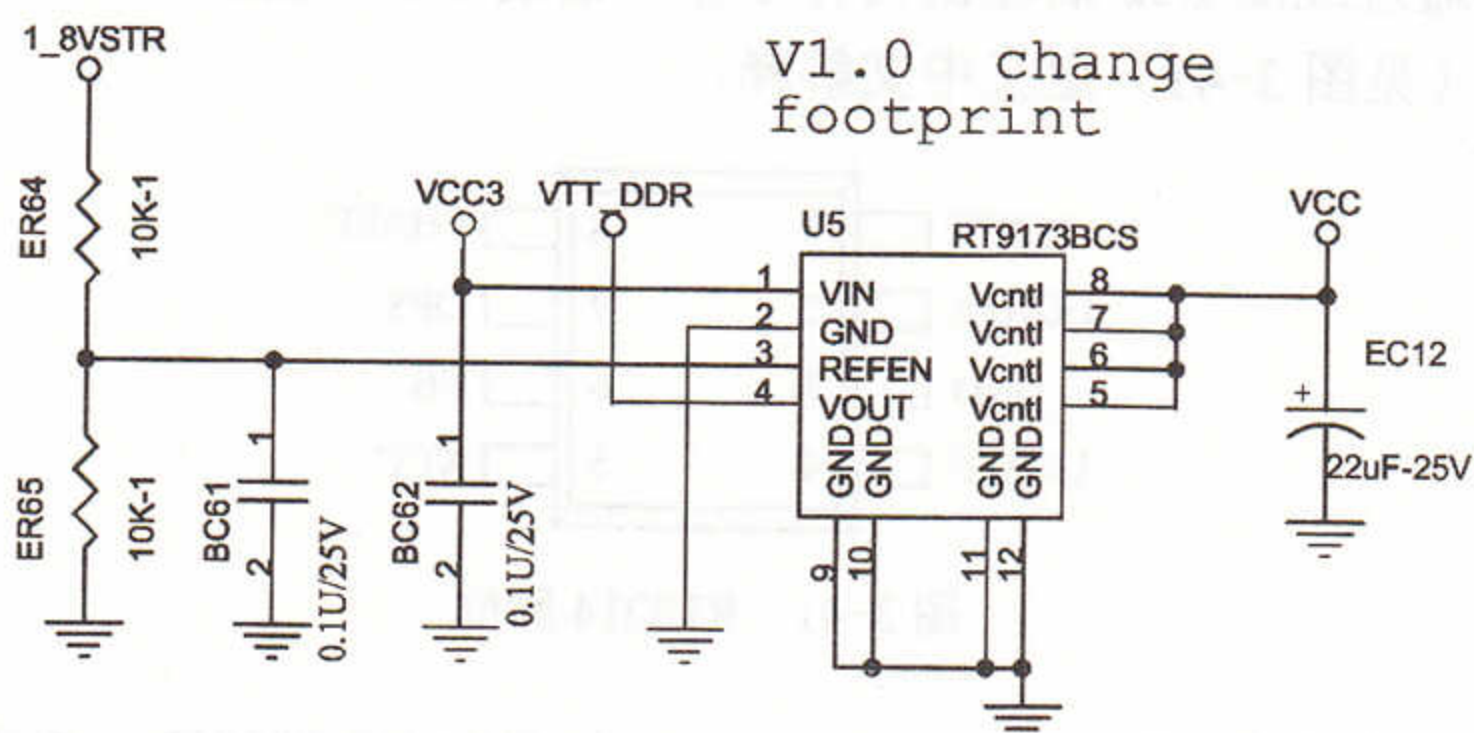 1_8VSTR
V1.0 change
footprint
ER64
10K-1
VCC3
VTT_DDR
U5
RT9173BCS
VCC
1
2
3
4
VIN
GND
REFEN
VOUT
Vcntl
Vcntl
Vcntl
Vcntl
8
7
6
5
GND
GND
GND
GND
9
10
11
12
EC12
+
22uF-25V
ER65
10K-1
1
BC61
2
0.1U/25V
1
BC62
2
0.1U/25V